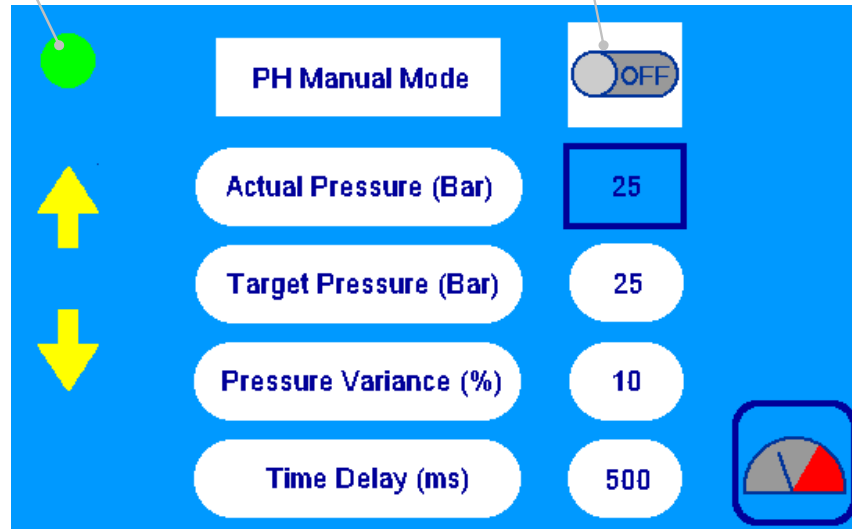 PH Manual Mode OFF
Actual Pressure (Bar) 25
Target Pressure (Bar) 25
Pressure Variance (%) 10
Time Delay (ms) 500